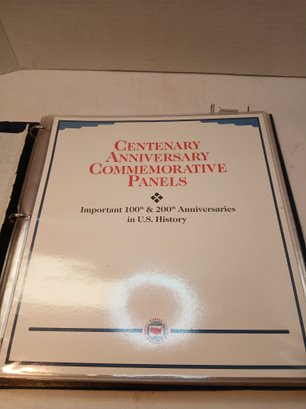 CENTENARY
ANNIVERSARY
COMMEMORATIVE
PANELS
Important 100th & 200th Anniversaries
in U.S. History